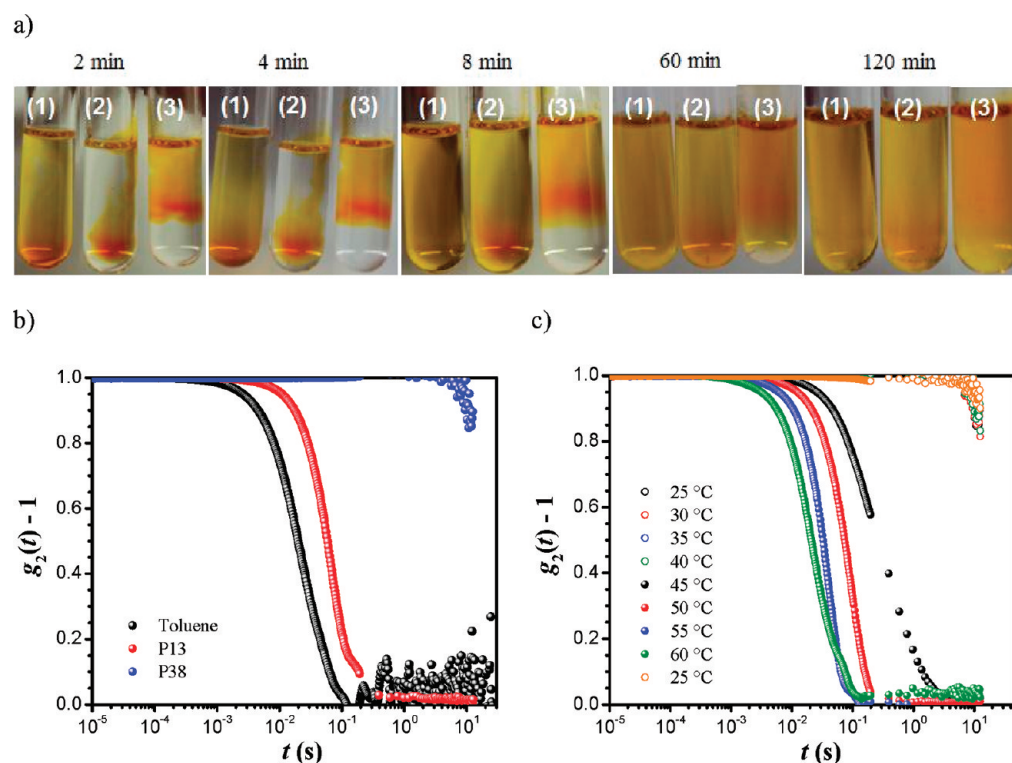 a)
2 min 4 min 8 min 60 min 120 min
(1) (2) (3) (1) (2) (3) (1) (2) (3) (1) (2) (3) (1) (2) (3)
b)
g₂(t) - 1
1.0
0.8
0.6
0.4
0.2
0.0
Toluene
P13
P38
10⁻⁵ 10⁻⁴ 10⁻³ 10⁻² 10⁻¹ 10⁰ 10¹
t (s)
c)
g₂(t) - 1
1.0
0.8
0.6
0.4
0.2
0.0
25 °C
30 °C
35 °C
40 °C
45 °C
50 °C
55 °C
60 °C
25 °C
10⁻⁵ 10⁻⁴ 10⁻³ 10⁻² 10⁻¹ 10⁰ 10¹
t (s)